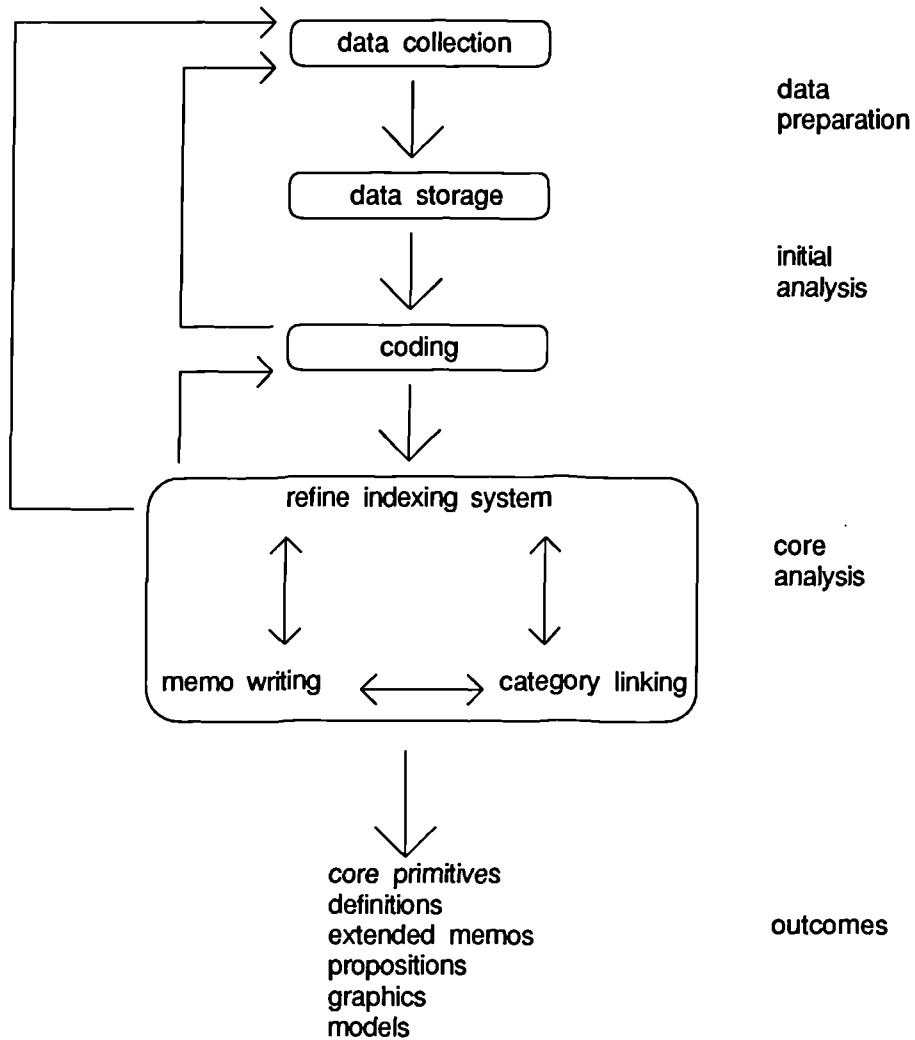 data collection
data
preparation
data storage
initial
analysis
coding
refine indexing system
core
analysis
memo writing
category linking
core primitives
definitions
extended memos
propositions
graphics
models
outcomes